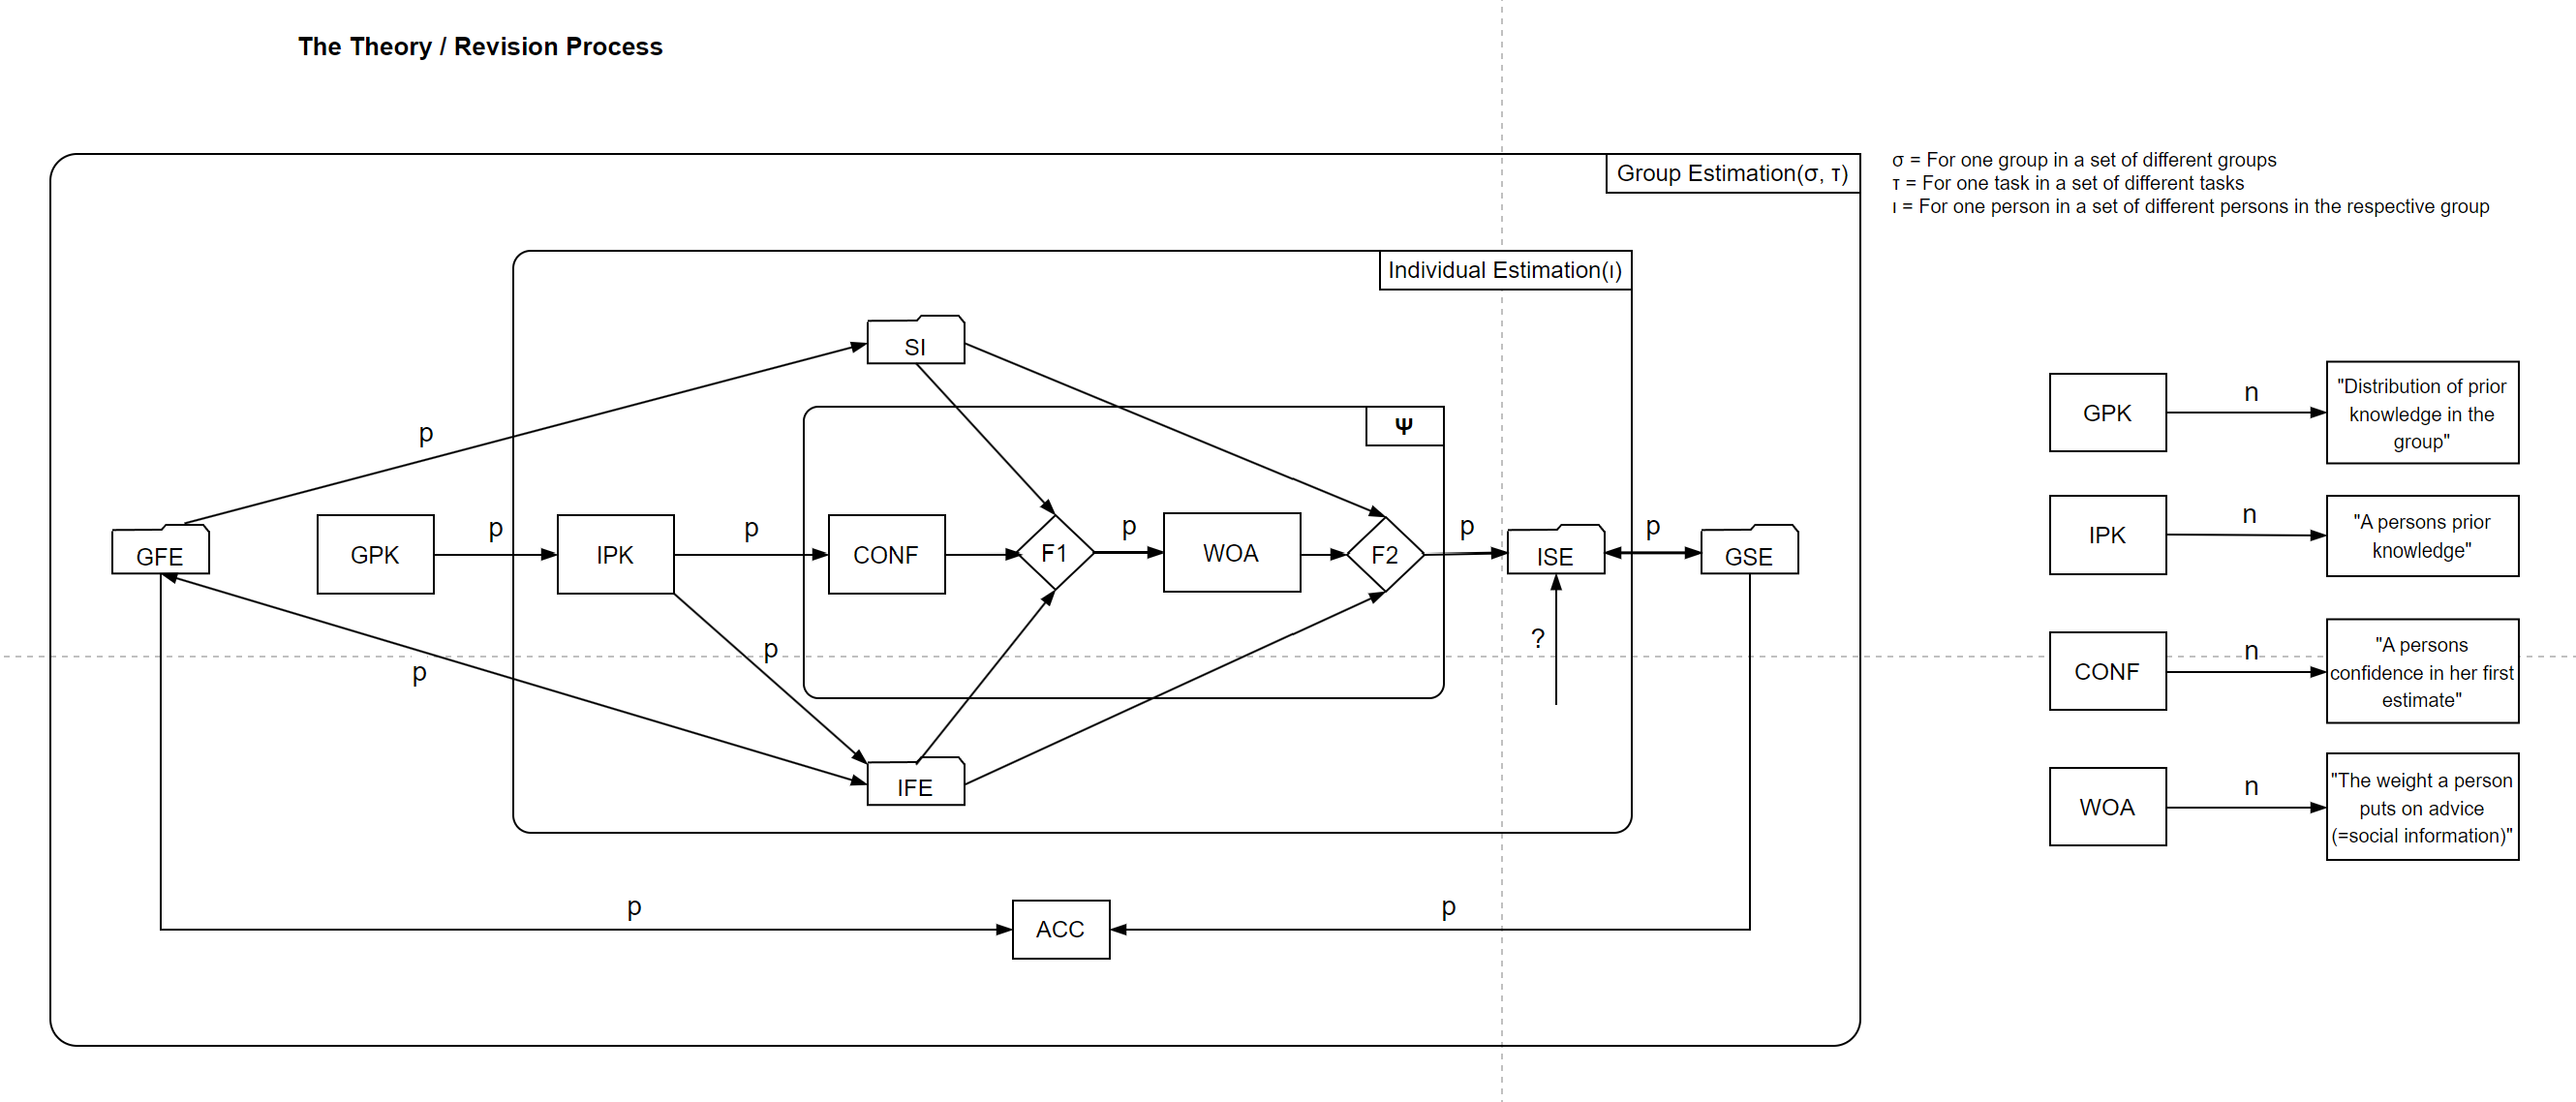 The Theory / Revision Process
Group Estimation(σ, τ)
σ = For one group in a set of different groups
τ = For one task in a set of different tasks
ι = For one person in a set of different persons in the respective group
Individual Estimation(ι)
SI
p
Ψ
GFE
GPK
p
IPK
p
CONF
F1
p
WOA
F2
p
ISE
p
GSE
?
p
p
IFE
p
ACC
p
GPK
n
"Distribution of prior
knowledge in the
group"
IPK
n
"A persons prior
knowledge"
CONF
n
"A persons
confidence in her first
estimate"
WOA
n
"The weight a person
puts on advice
(=social information)"